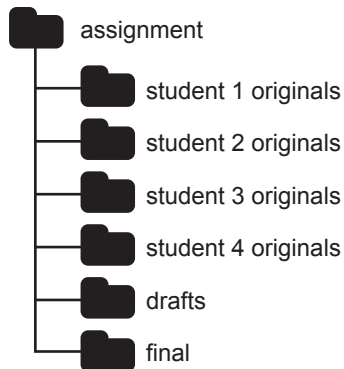 assignment
student 1 originals
student 2 originals
student 3 originals
student 4 originals
drafts
final